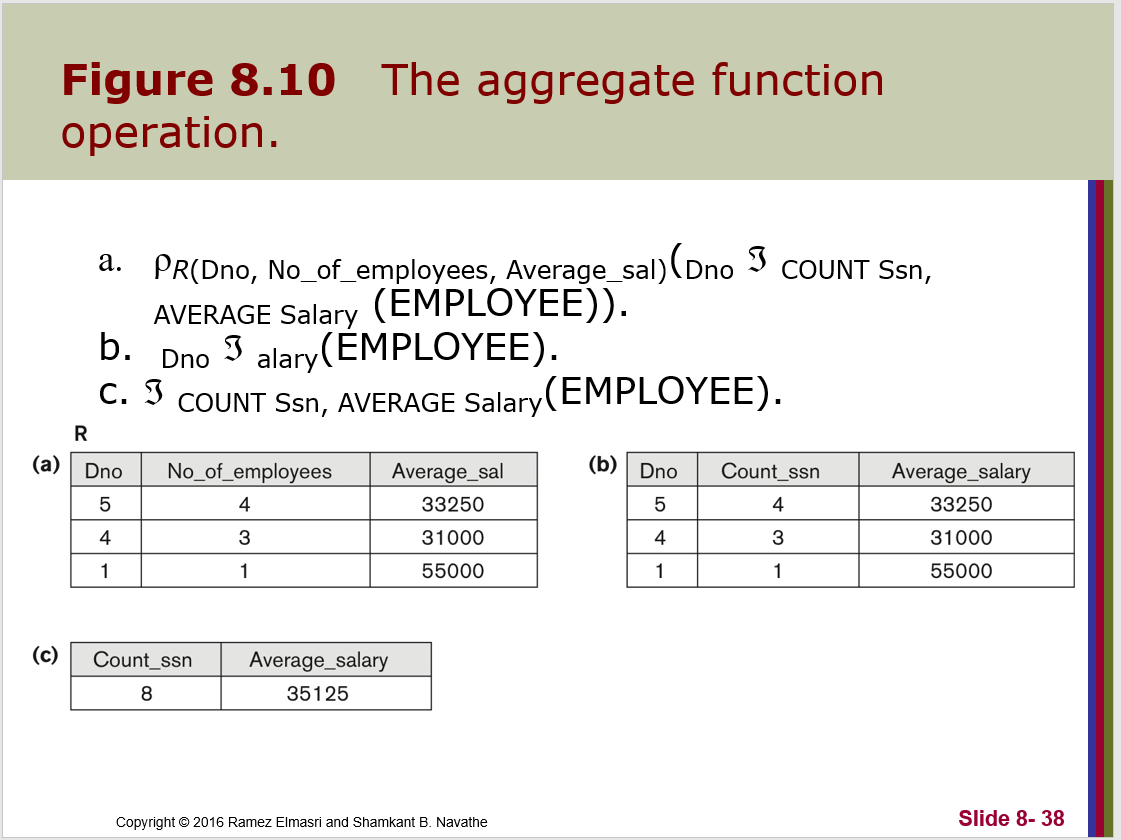 Figure 8.10 The aggregate function
operation.
a. ρR(Dno, No_of_employees, Average_sal)(Dno ℑ COUNT Ssn,
AVERAGE Salary (EMPLOYEE)).
b. Dno ℑ alary(EMPLOYEE).
c. ℑ COUNT Ssn, AVERAGE Salary(EMPLOYEE).
R
(a) Dno No_of_employees Average_sal
5 4 33250
4 3 31000
1 1 55000
(b) Dno Count_ssn Average_salary
5 4 33250
4 3 31000
1 1 55000
(c) Count_ssn Average_salary
8 35125
Copyright © 2016 Ramez Elmasri and Shamkant B. Navathe
Slide 8- 38